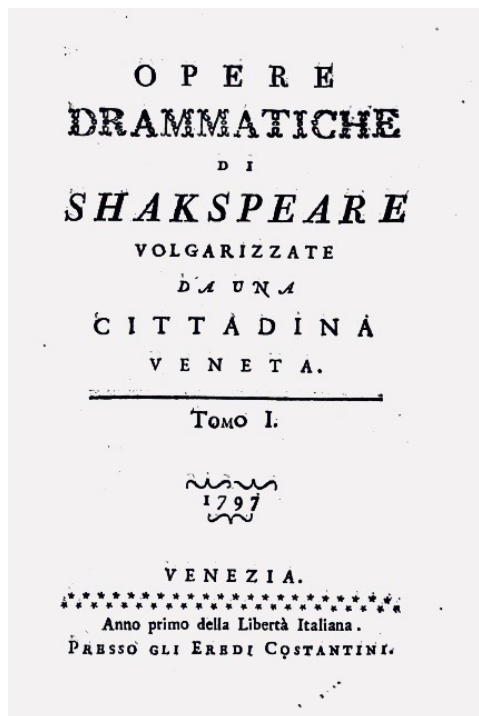 OPERE
DRAMMATICHE
DI
SHAKSPEARE
VOLGARIZZATE
DA UNA
CITTADINA
VENETA.
TOMO I.
1797
VENEZIA.
Anno primo della Libertà Italiana.
PRESSO GLI EREDI COSTANTINI.